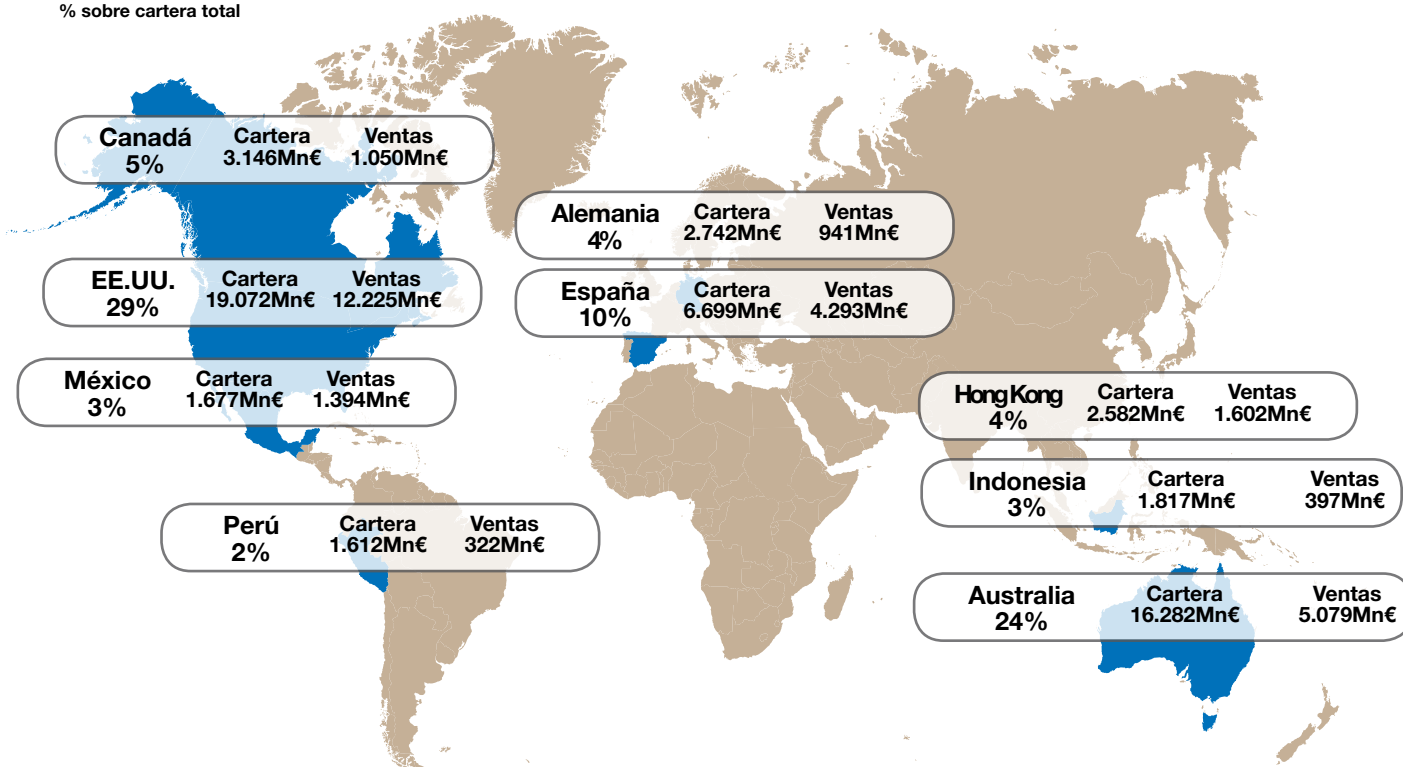 % sobre cartera total
Canadá Cartera Ventas
5% 3.146Mn€ 1.050Mn€
Alemania Cartera Ventas
4% 2.742Mn€ 941Mn€
EE.UU. Cartera Ventas
29% 19.072Mn€ 12.225Mn€
España Cartera Ventas
10% 6.699Mn€ 4.293Mn€
México Cartera Ventas
3% 1.677Mn€ 1.394Mn€
Hong Kong Cartera Ventas
4% 2.582Mn€ 1.602Mn€
Indonesia Cartera Ventas
3% 1.817Mn€ 397Mn€
Perú Cartera Ventas
2% 1.612Mn€ 322Mn€
Australia Cartera Ventas
24% 16.282Mn€ 5.079Mn€